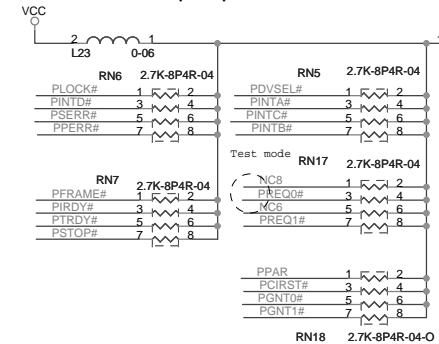 VCC
2 1
L23 0-06
RN6 2.7K-8P4R-04
PLOCK# 1 2
PINTD# 3 4
PSERR# 5 6
PPERR# 7 8
RN5 2.7K-8P4R-04
PDVSEL# 1 2
PINTA# 3 4
PINTC# 5 6
PINTB# 7 8
Test mode
RN7 2.7K-8P4R-04
PFRAME# 1 2
PIRDY# 3 4
PTRDY# 5 6
PSTOP# 7 8
RN17 2.7K-8P4R-04
NC8 1 2
PREQ0# 3 4
NC6 5 6
PREQ1# 7 8
PPAR 1 2
PCIRST# 3 4
PGNT0# 5 6
PGNT1# 7 8
RN18 2.7K-8P4R-04-O